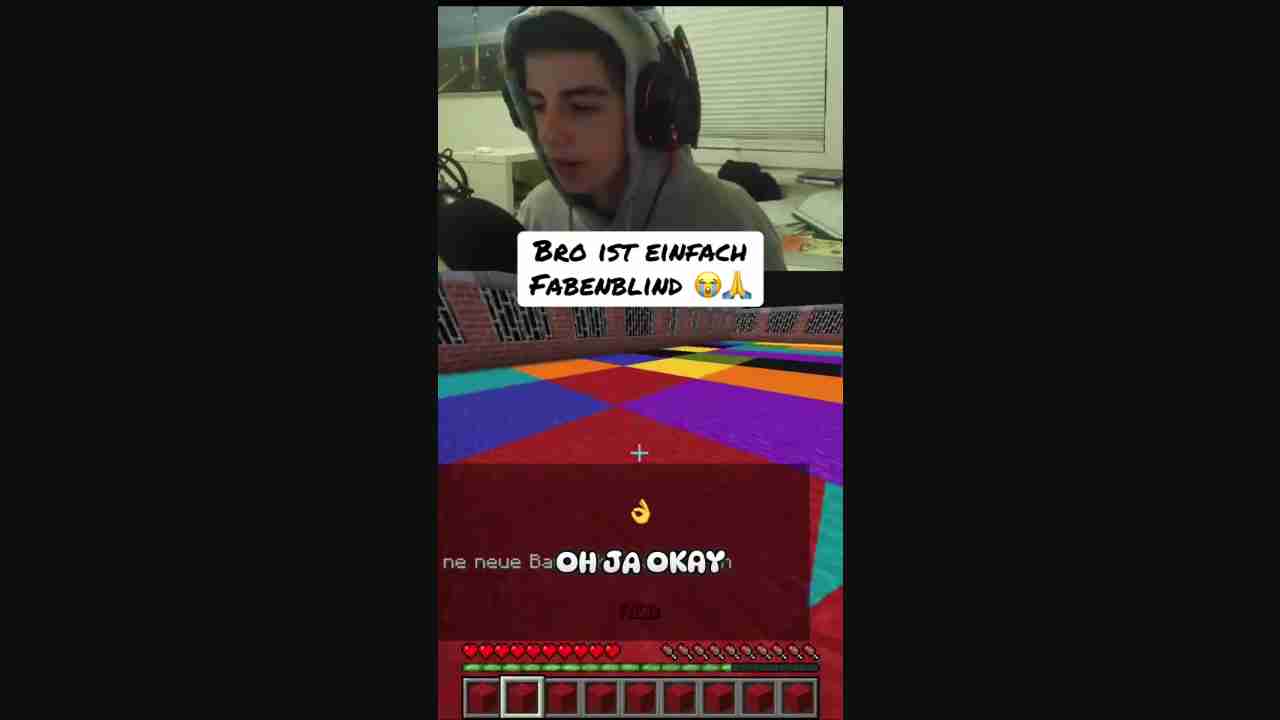 BRO IST EINFACH
FABENBLIND 😭🙏
👌
ne neue Ba
OH JA OKAY